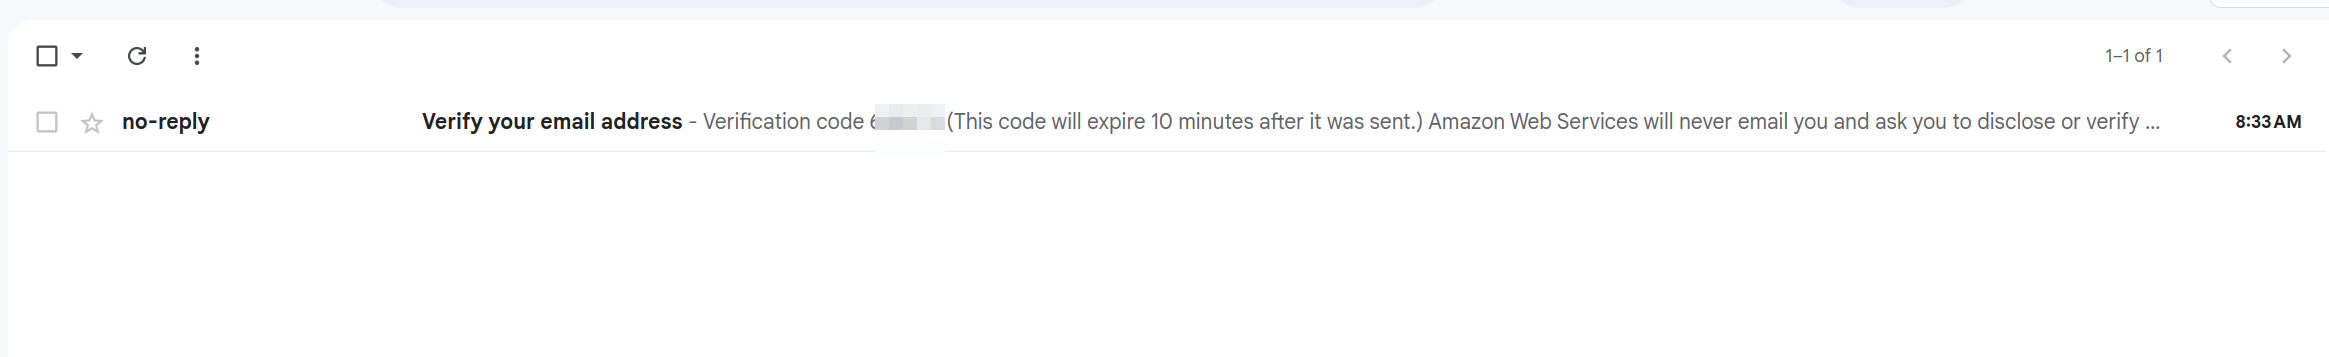 1–1 of 1
no-reply Verify your email address - Verification code (This code will expire 10 minutes after it was sent.) Amazon Web Services will never email you and ask you to disclose or verify ... 8:33 AM